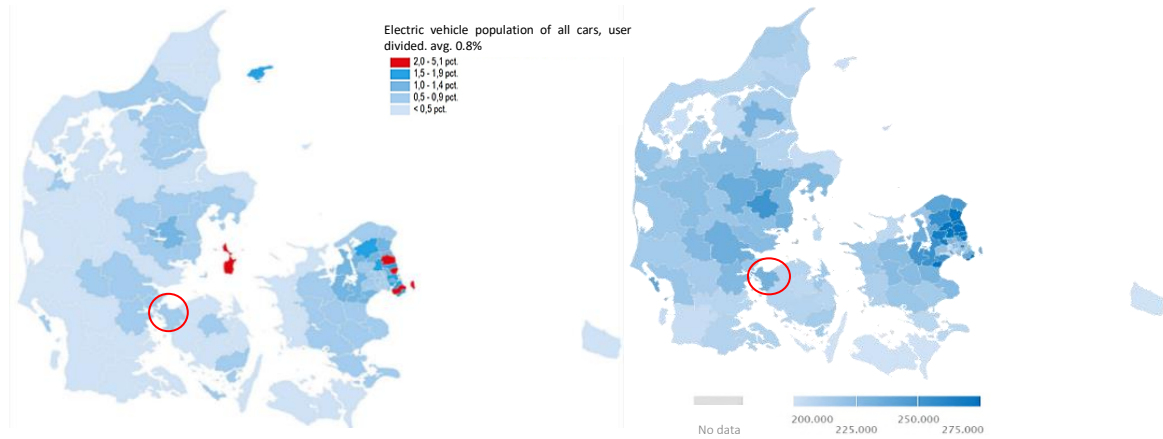 Electric vehicle population of all cars, user
divided. avg. 0.8%
2,0 - 5,1 pct.
1,5 - 1,9 pct.
1,0 - 1,4 pct.
0,5 - 0,9 pct.
< 0,5 pct.
No data
200.000
225.000
250.000
275.000